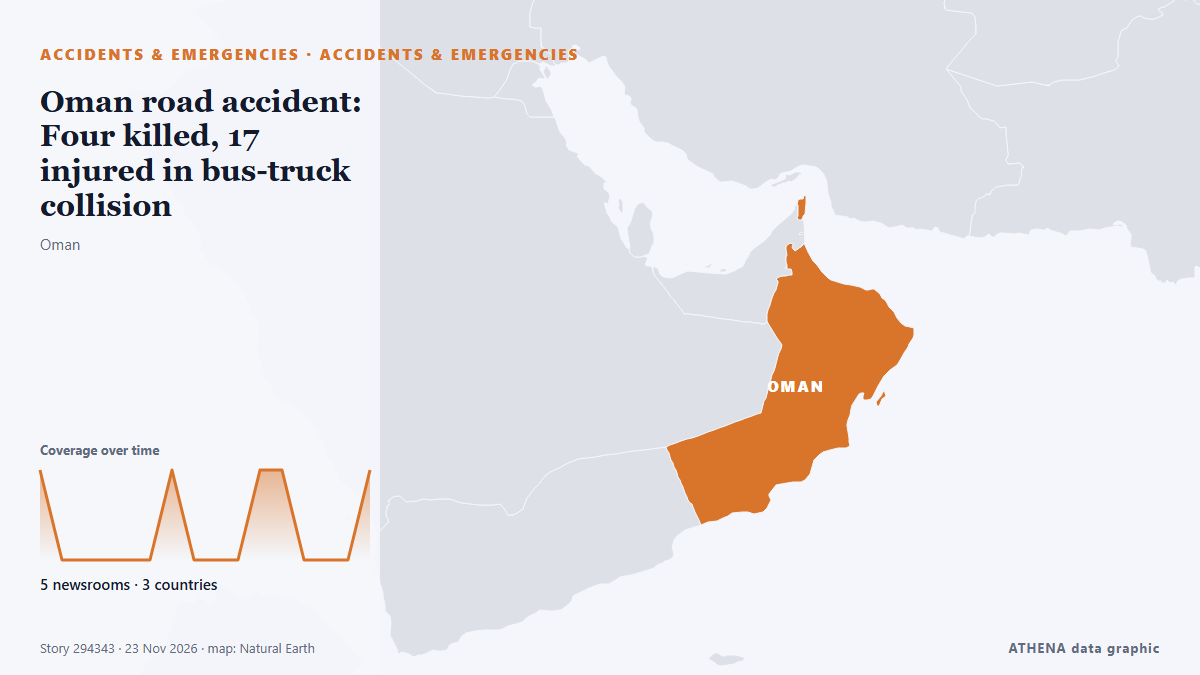 ACCIDENTS & EMERGENCIES · ACCIDENTS & EMERGENCIES
Oman road accident:
Four killed, 17
injured in bus-truck
collision
Oman
OMAN
Coverage over time
5 newsrooms · 3 countries
Story 294343 · 23 Nov 2026 · map: Natural Earth
ATHENA data graphic